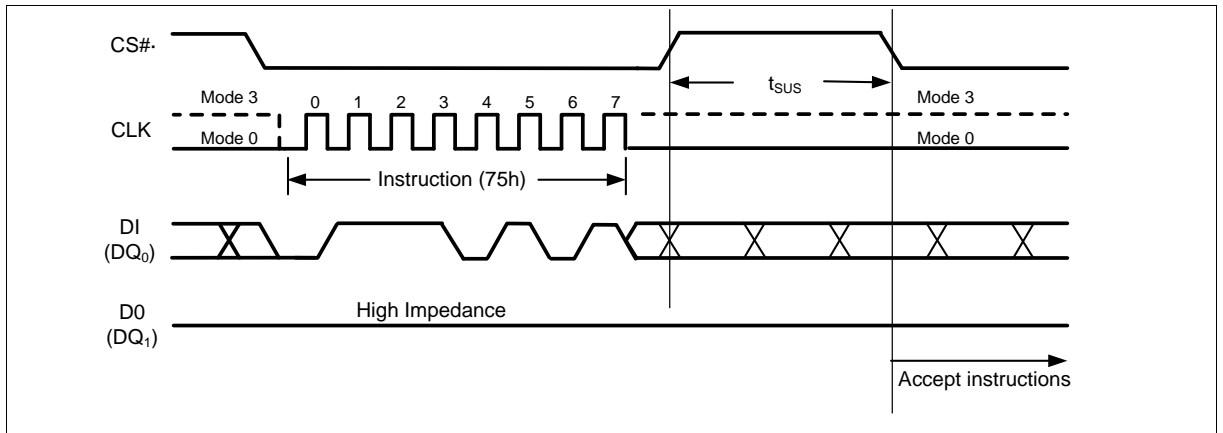 CS#.
t_SUS
Mode 3
0 1 2 3 4 5 6 7
Mode 3
CLK
Mode 0
Mode 0
Instruction (75h)
DI
(DQ₀)
High Impedance
D0
(DQ₁)
Accept instructions